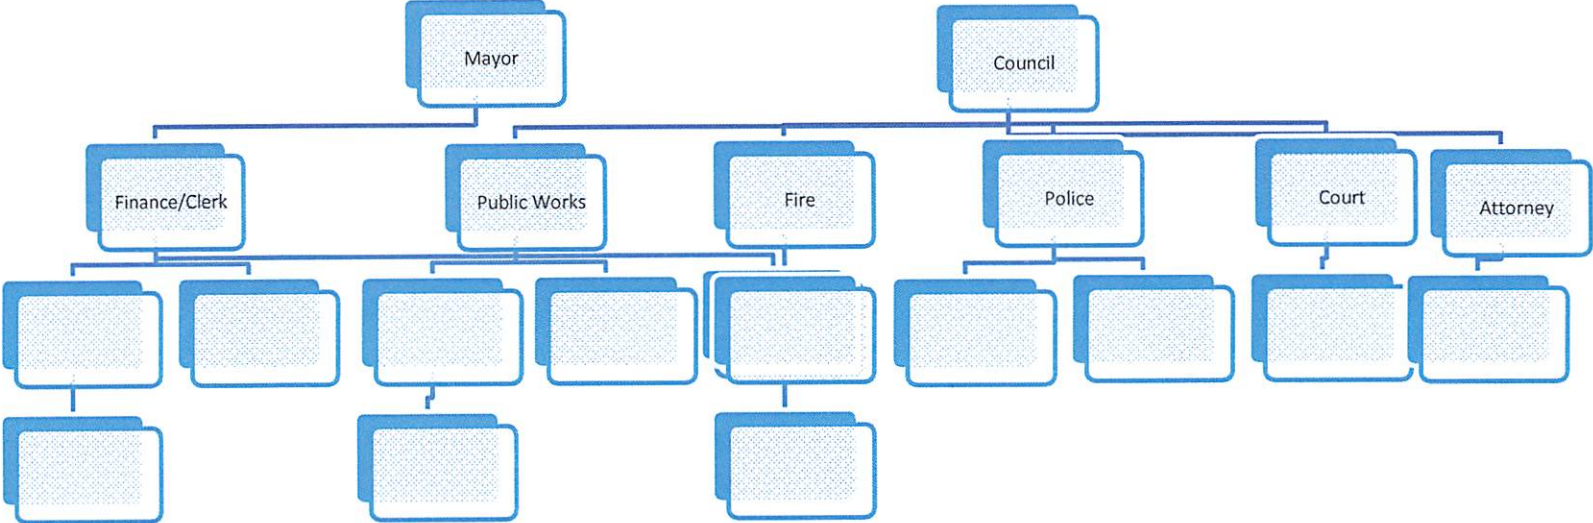 Mayor
Council
Finance/Clerk
Public Works
Fire
Police
Court
Attorney